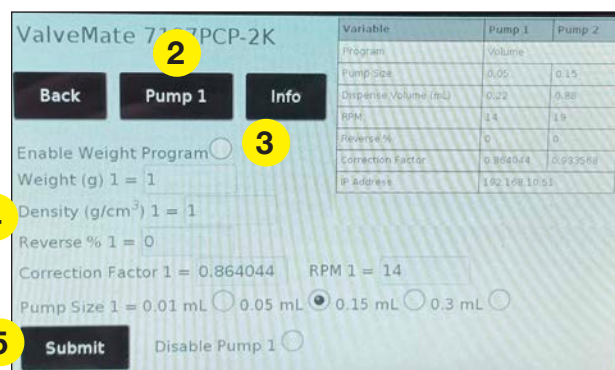 ValveMate 7197PCP-2K
2
Back Pump 1 Info
3
Enable Weight Program
Weight (g) 1 = 1
Density (g/cm³) 1 = 1
Reverse % 1 = 0
Correction Factor 1 = 0.864044 RPM 1 = 14
Pump Size 1 = 0.01 mL 0.05 mL 0.15 mL 0.3 mL
5
Submit Disable Pump 1
Variable Pump 1 Pump 2
Program Volume
Pump Size 0.05 0.15
Dispense Volume (mL) 0.22 0.88
RPM 14 19
Reverse % 0 0
Correction Factor 0.864044 0.933568
IP Address 192.168.10.51